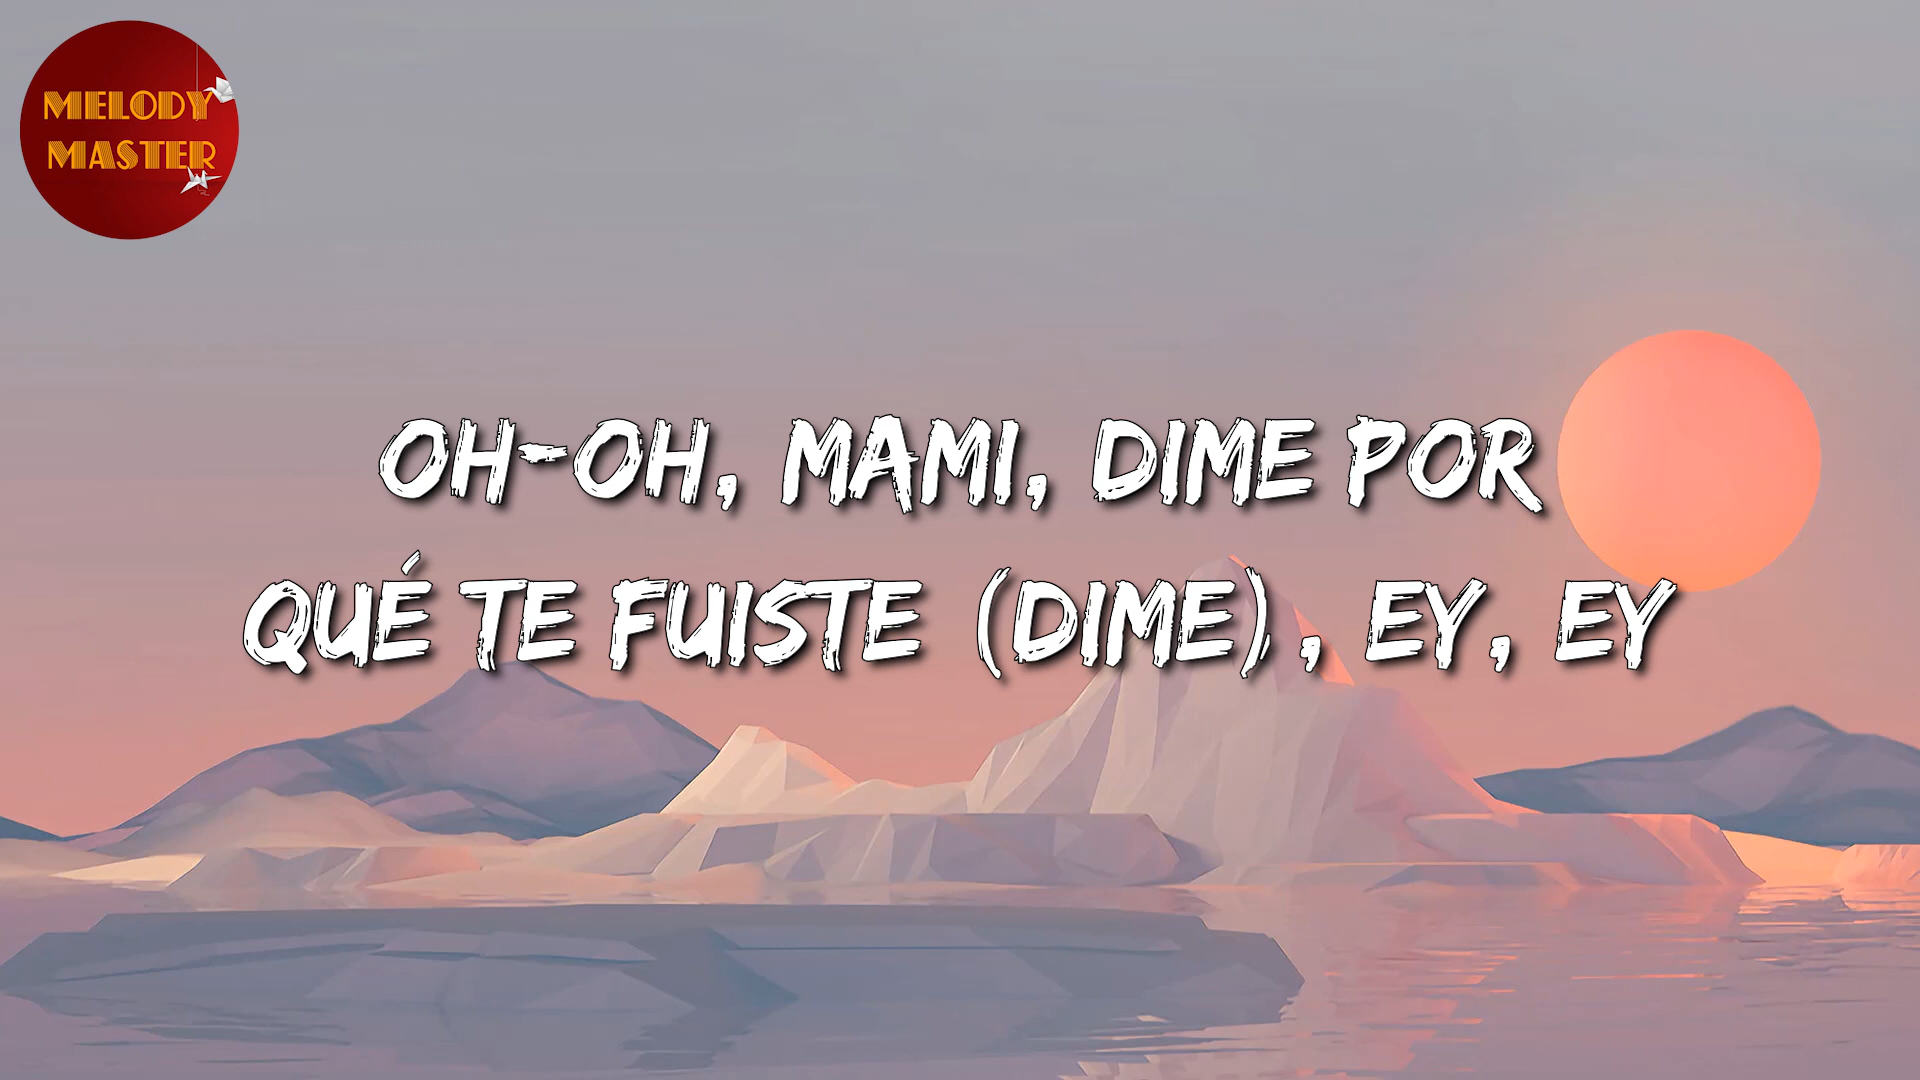 MELODY
MASTER
OH-OH, MAMI, DIME POR
QUÉ TE FUISTE (DIME), EY, EY